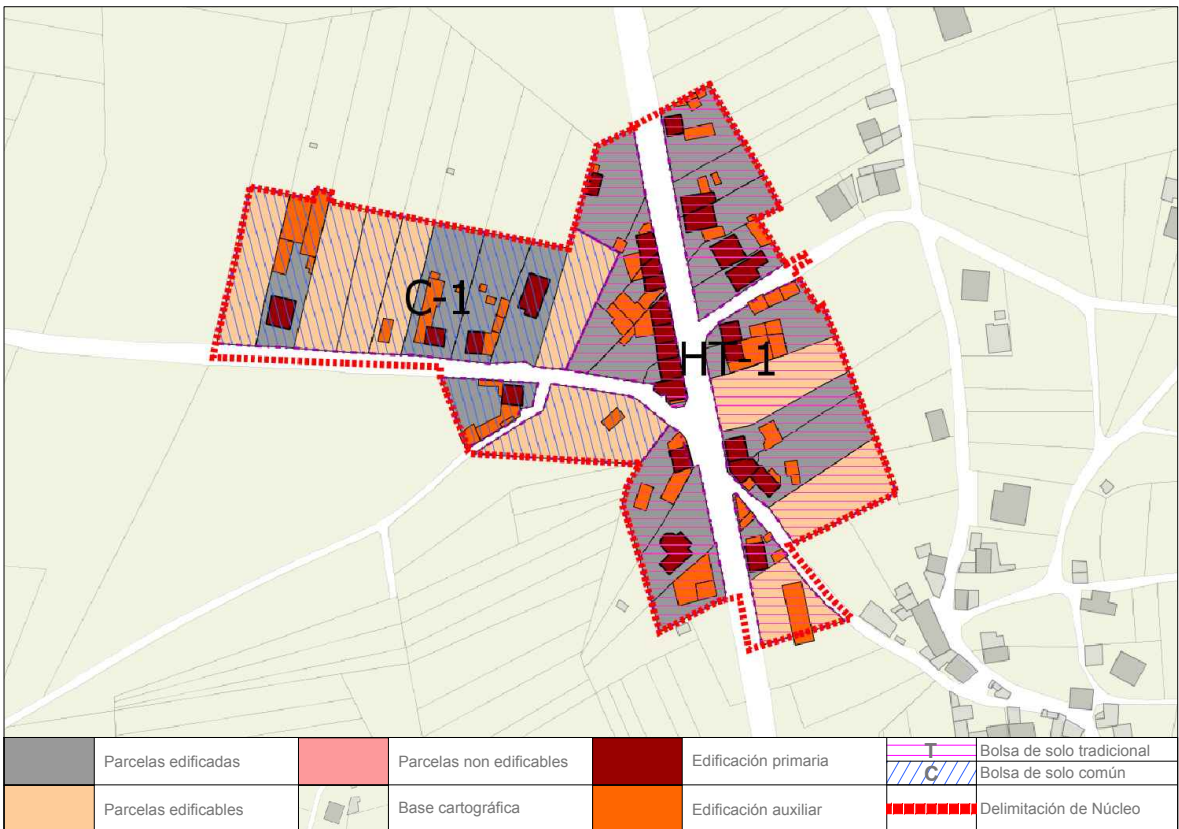 C-1
HT-1
Parcelas edificadas
Parcelas non edificables
Edificación primaria
T
Bolsa de solo tradicional
C
Bolsa de solo común
Parcelas edificables
Base cartográfica
Edificación auxiliar
Delimitación de Núcleo